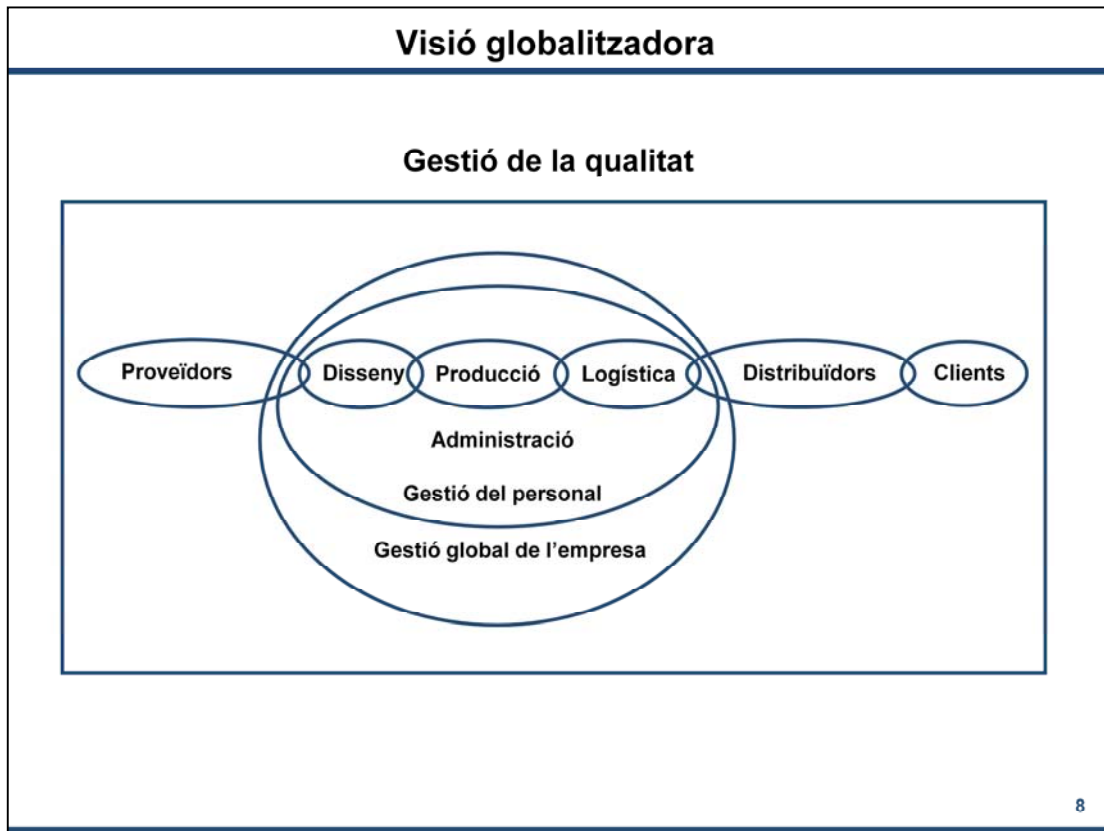 Visió globalitzadora
Gestió de la qualitat
Proveïdors Disseny Producció Logística Distribuïdors Clients
Administració
Gestió del personal
Gestió global de l’empresa
8